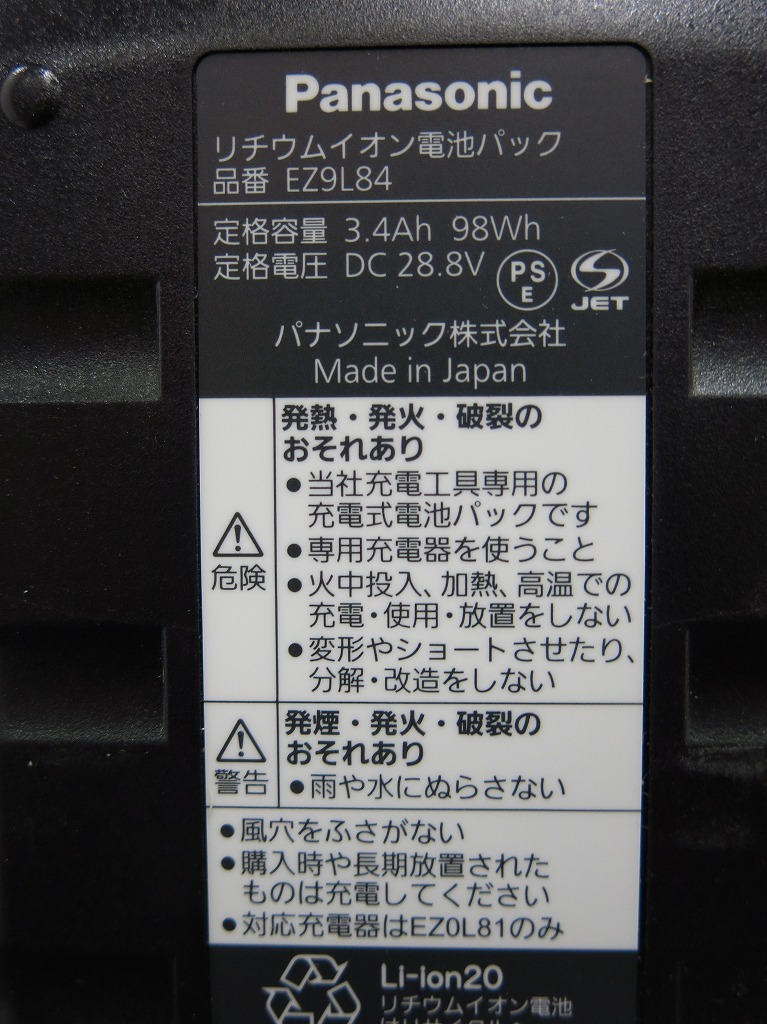 Panasonic
リチウムイオン電池パック
品番 EZ9L84
定格容量 3.4Ah 98Wh
定格電圧 DC 28.8V
PS
E
JET
パナソニック株式会社
Made in Japan
危険
発熱・発火・破裂の
おそれあり
●当社充電工具専用の
充電式電池パックです
●専用充電器を使うこと
●火中投入、加熱、高温での
充電・使用・放置をしない
●変形やショートさせたり、
分解・改造をしない
警告
発煙・発火・破裂の
おそれあり
●雨や水にぬらさない
●風穴をふさがない
●購入時や長期放置された
ものは充電してください
●対応充電器はEZ0L81のみ
Li-ion20
リチウムイオン電池